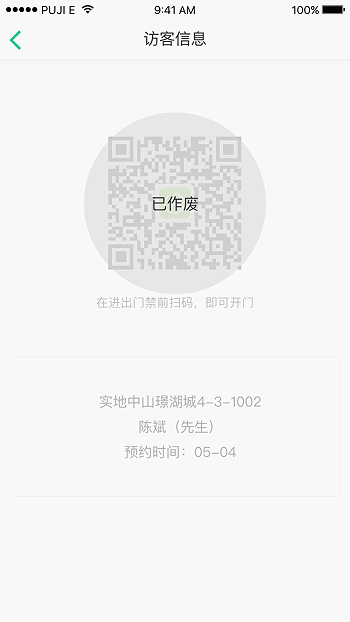 PUJI E 9:41 AM 100%
访客信息
已作废
在进出门禁前扫码，即可开门
实地中山璟湖城4-3-1002
陈斌（先生）
预约时间：05-04